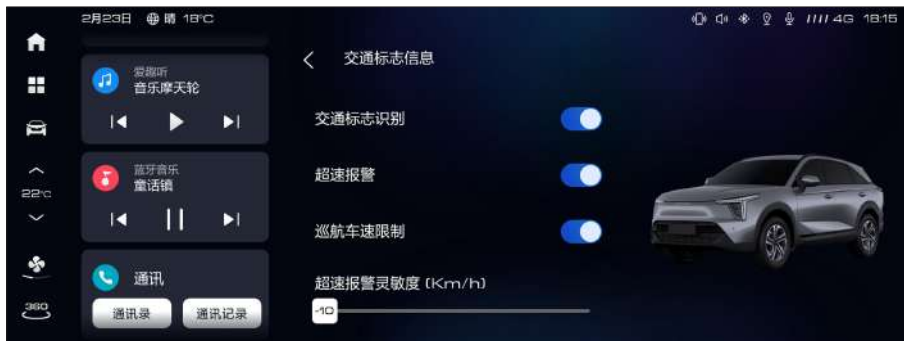 2月23日 晴 18°C
4G 18:15
爱趣听
音乐摩天轮
蓝牙音乐
童话镇
通讯
通讯录 通讯记录
22°C
360
交通标志信息
交通标志识别
超速报警
巡航车速限制
超速报警灵敏度 (Km/h)
-10